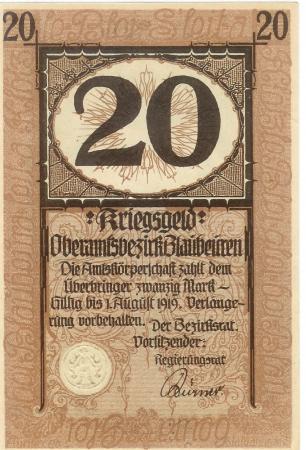 20 20
20
Kriegsgeld
Oberamtsbezirk Blaubeuren
Die Amtskörperschaft zahlt dem
Überbringer zwanzig Mark –
Gültig bis 1. August 1919. Verlänge-
rung vorbehalten. Der Bezirksrat.
Vorsitzender:
Regierungsrat